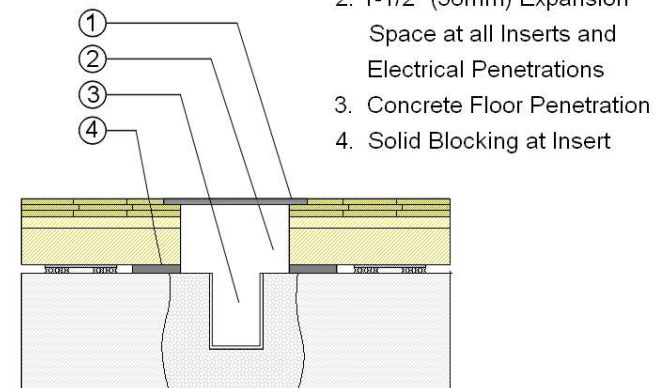 1
2
3
4
2. 1-1/2" (38mm) Expansion
Space at all Inserts and
Electrical Penetrations
3. Concrete Floor Penetration
4. Solid Blocking at Insert